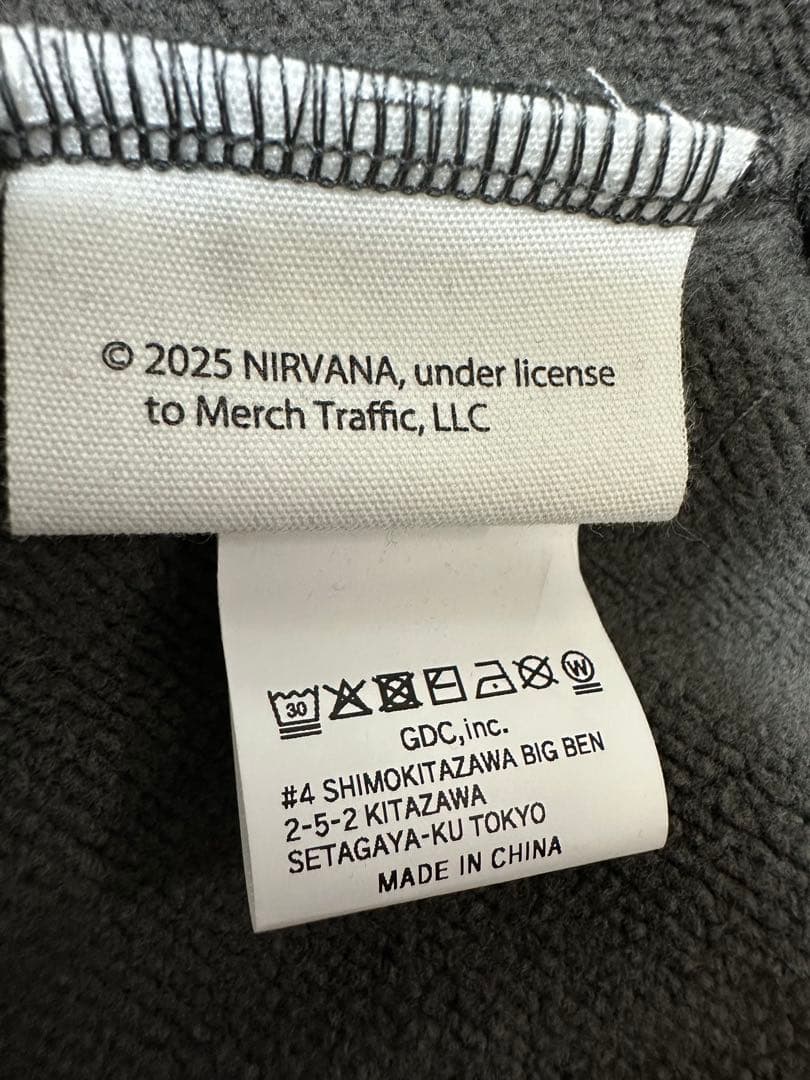 © 2025 NIRVANA, under license
to Merch Traffic, LLC
30
W
GDC,inc.
#4 SHIMOKITAZAWA BIG BEN
2-5-2 KITAZAWA
SETAGAYA-KU TOKYO
MADE IN CHINA